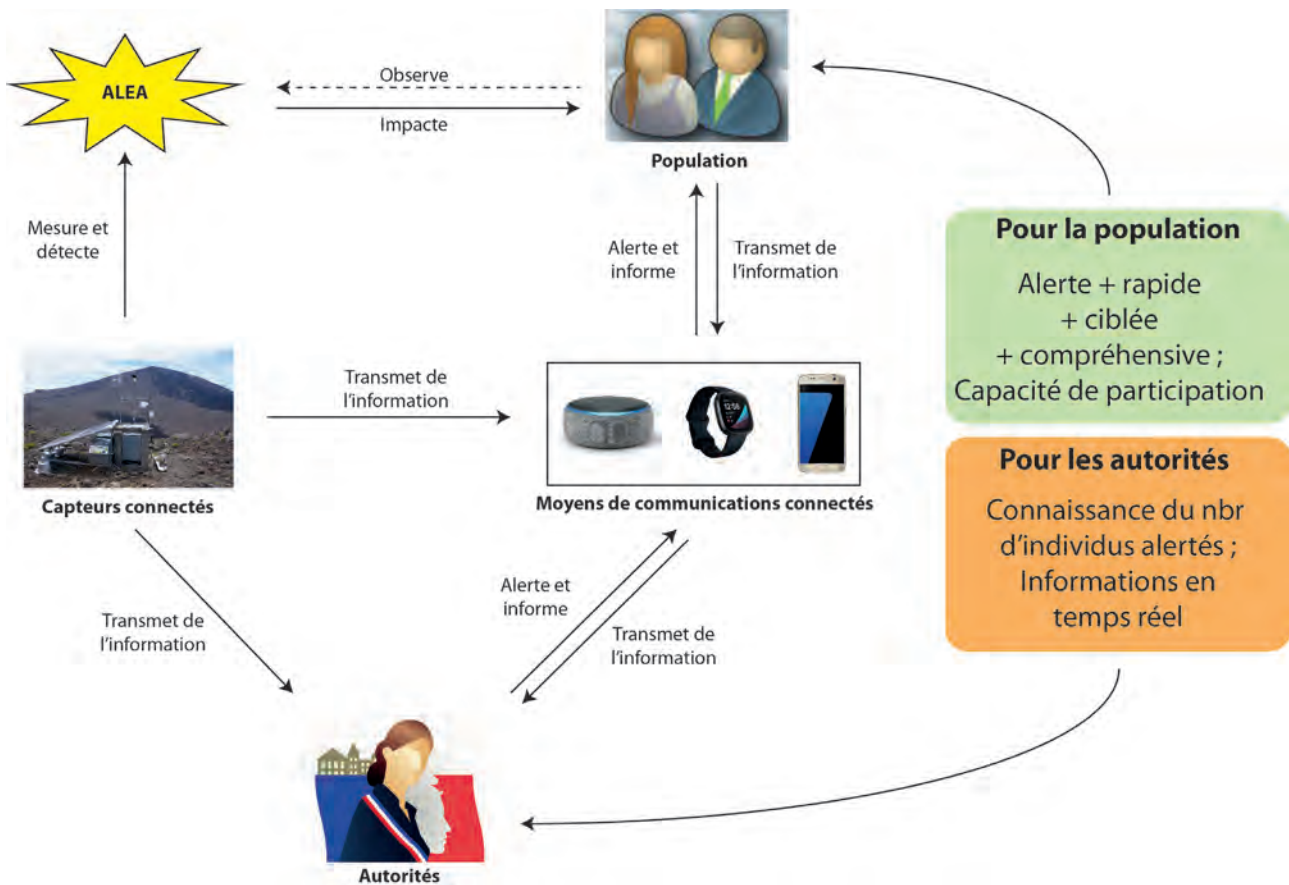 ALEA
Observe
Impacte
Population
Mesure et
détecte
Alerte et
informe
Transmet de
l'information
Pour la population
Alerte + rapide
+ ciblée
+ compréhensive ;
Capacité de participation
Transmet de
l'information
Capteurs connectés
Moyens de communications connectés
Pour les autorités
Connaissance du nbr
d'individus alertés ;
Informations en
temps réel
Transmet de
l'information
Alerte et
informe
Transmet de
l'information
Autorités